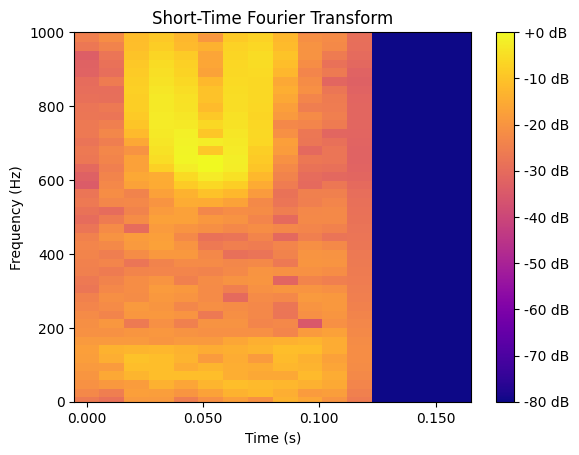 Short-Time Fourier Transform
1000
800
600
400
200
0
Frequency (Hz)
0.000
0.050
0.100
0.150
Time (s)
+0 dB
-10 dB
-20 dB
-30 dB
-40 dB
-50 dB
-60 dB
-70 dB
-80 dB